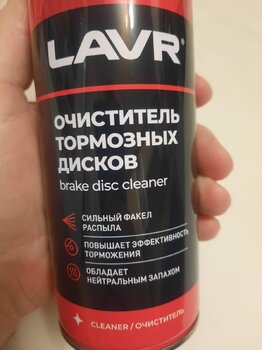 LAVR
ОЧИСТИТЕЛЬ
ТОРМОЗНЫХ
ДИСКОВ
brake disc cleaner
СИЛЬНЫЙ ФАКЕЛ
РАСПЫЛА
ПОВЫШАЕТ ЭФФЕКТИВНОСТЬ
ТОРМОЖЕНИЯ
ОБЛАДАЕТ
НЕЙТРАЛЬНЫМ ЗАПАХОМ
CLEANER / ОЧИСТИТЕЛЬ